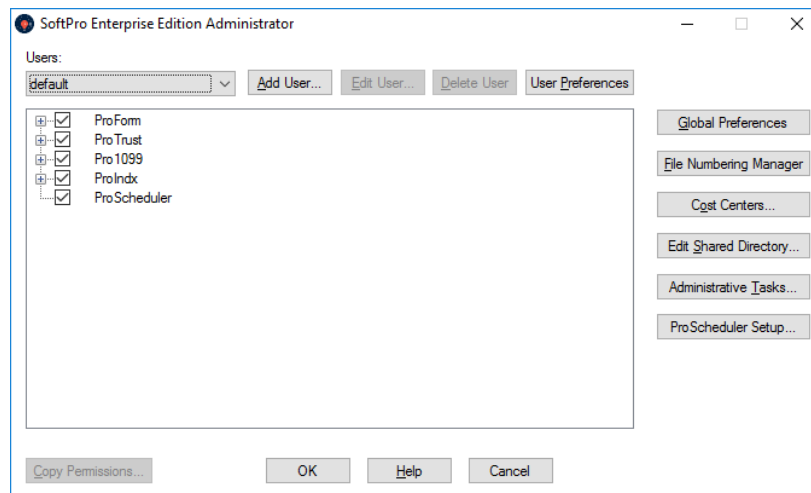 SoftPro Enterprise Edition Administrator
Users:
default
Add User...
Edit User...
Delete User
User Preferences
ProForm
ProTrust
Pro1099
ProIndx
ProScheduler
Global Preferences
File Numbering Manager
Cost Centers...
Edit Shared Directory...
Administrative Tasks...
ProScheduler Setup...
Copy Permissions...
OK
Help
Cancel